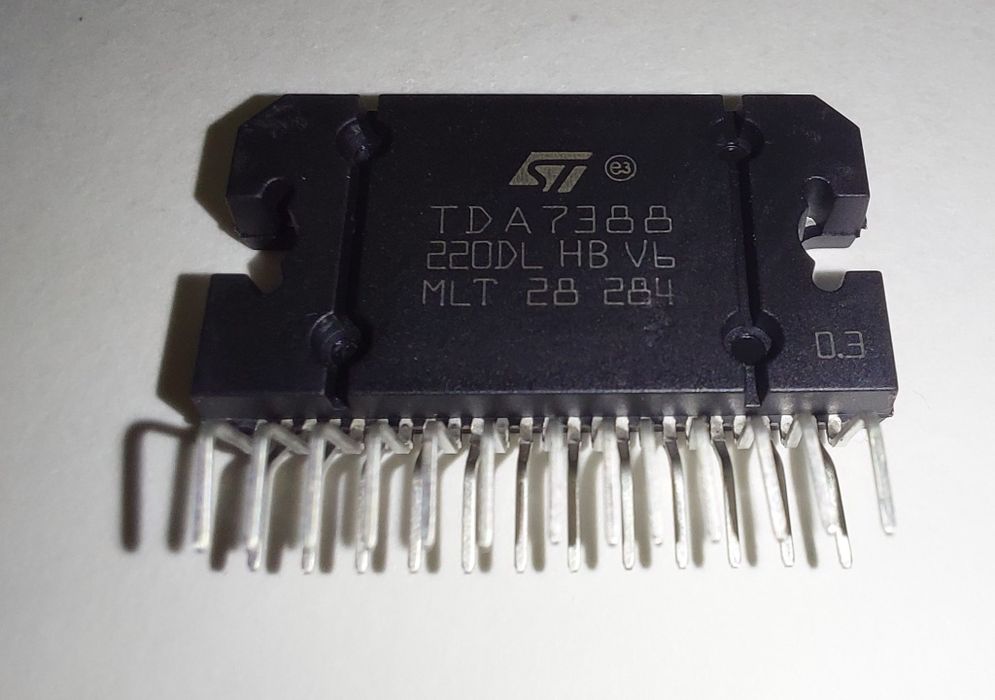 ST e3
TDA7388
220DL HB V6
MLT 28 284
0.3